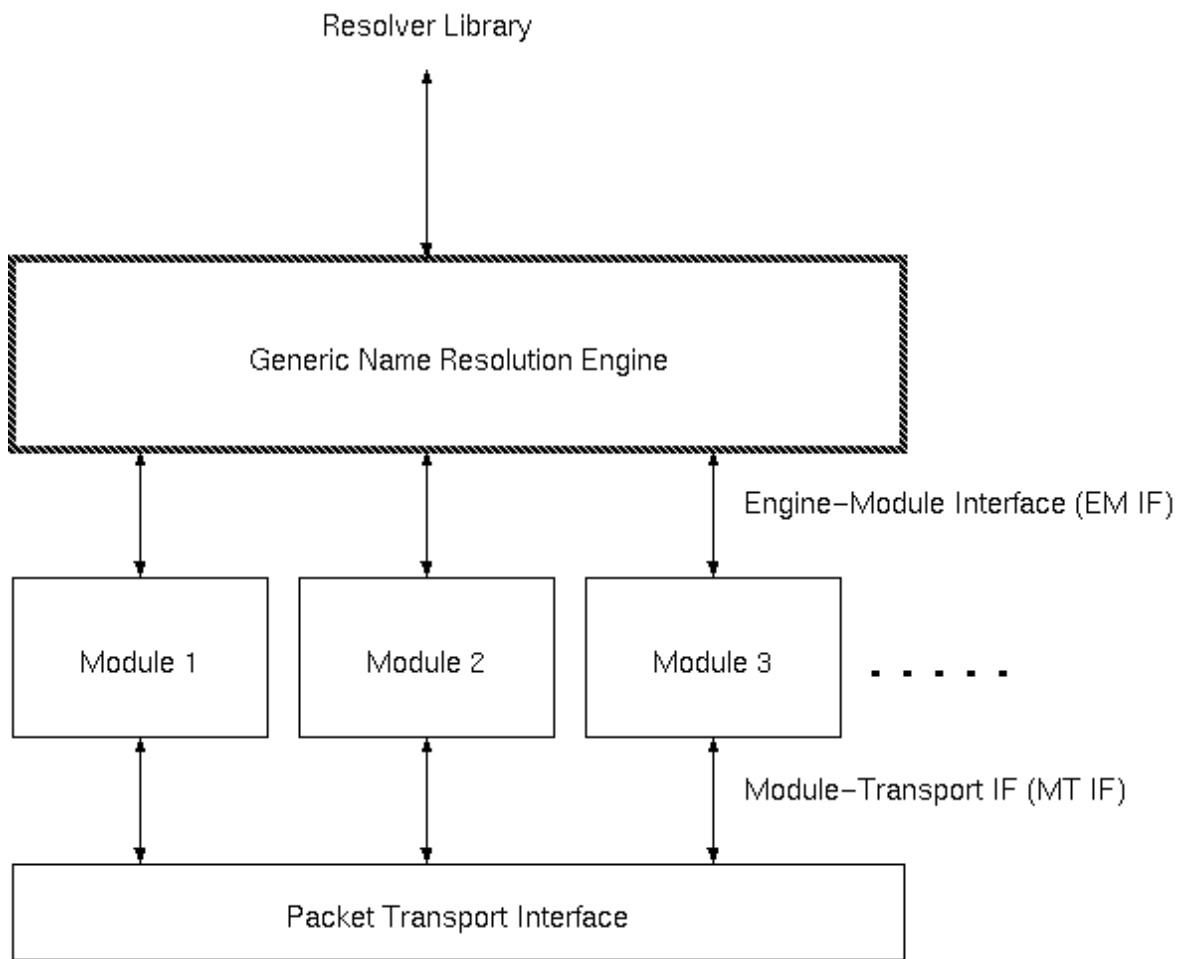 Resolver Library
Generic Name Resolution Engine
Engine–Module Interface (EM IF)
Module 1
Module 2
Module 3
. . . . .
Module–Transport IF (MT IF)
Packet Transport Interface